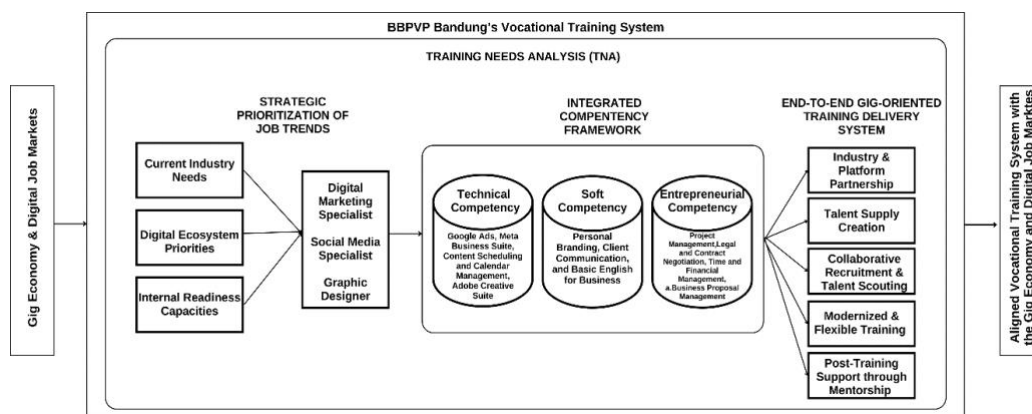 BBPVP Bandung's Vocational Training System
TRAINING NEEDS ANALYSIS (TNA)
Gig Economy & Digital Job Markets
STRATEGIC
PRIORITIZATION OF
JOB TRENDS
Current Industry
Needs
Digital Ecosystem
Priorities
Internal Readiness
Capacities
Digital
Marketing
Specialist
Social Media
Specialist
Graphic
Designer
INTEGRATED
COMPENTENCY
FRAMEWORK
Technical
Competency
Google Ads, Meta
Business Suite,
Content Scheduling
and Calendar
Management,
Adobe Creative
Suite
Soft
Competency
Personal
Branding, Client
Communication,
and Basic English
for Business
Entrepreneurial
Competency
Project
Management,Legal
and Contract
Negotiation, Time and
Financial
Management,
a.Business Proposal
Management
END-TO-END GIG-ORIENTED
TRAINING DELIVERY
SYSTEM
Industry &
Platform
Partnership
Talent Supply
Creation
Collaborative
Recruitment &
Talent Scouting
Modernized &
Flexible Training
Post-Training
Support through
Mentorship
Aligned Vocational Training System with
the Gig Economy and Digital Job Marktes